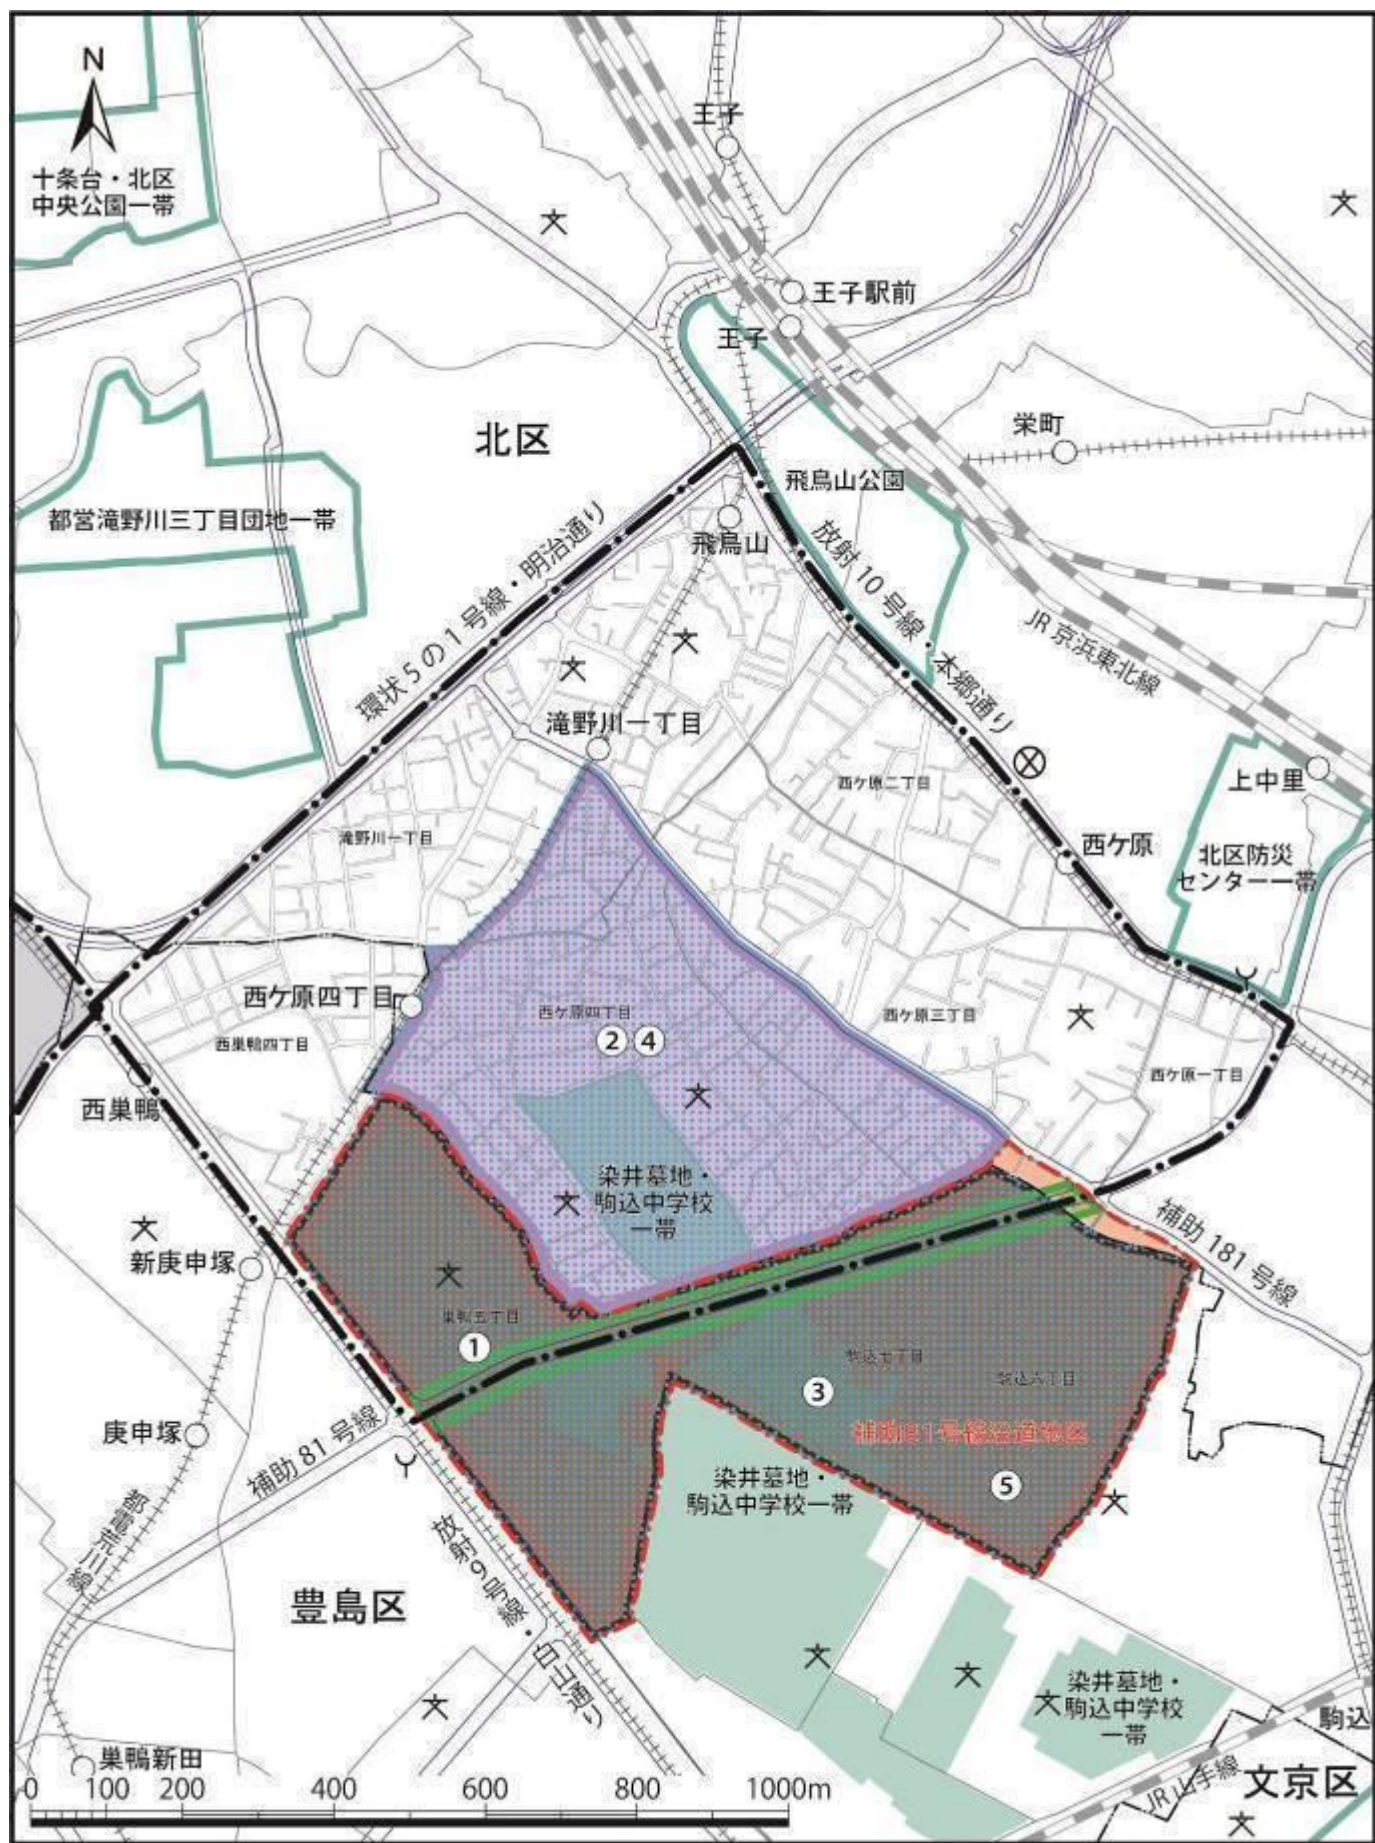 N
十条台・北区
中央公園一帯
王子
王子駅前
王子
北区
栄町
飛鳥山公園
都営滝野川三丁目団地一帯
飛鳥山
環状5の1号線・明治通り
放射10号線・本郷通り
JR京浜東北線
滝野川一丁目
西ケ原二丁目
上中里
滝野川一丁目
西ケ原
北区防災
センター一帯
西ケ原四丁目
西ケ原四丁目
西ケ原三丁目
西巣鴨四丁目
②④
西ケ原一丁目
西巣鴨
染井墓地・
駒込中学校
一帯
補助181号線
新庚申塚
巣鴨五丁目
①
駒込七丁目
③
駒込六丁目
庚申塚
補助81号線
補助81号線沿道地区
染井墓地・
駒込中学校一帯
⑤
都電荒川線
放射9号線・白山通り
豊島区
染井墓地・
駒込中学校
一帯
駒込
巣鴨新田
JR山手線
文京区
0 100 200 400 600 800 1000m